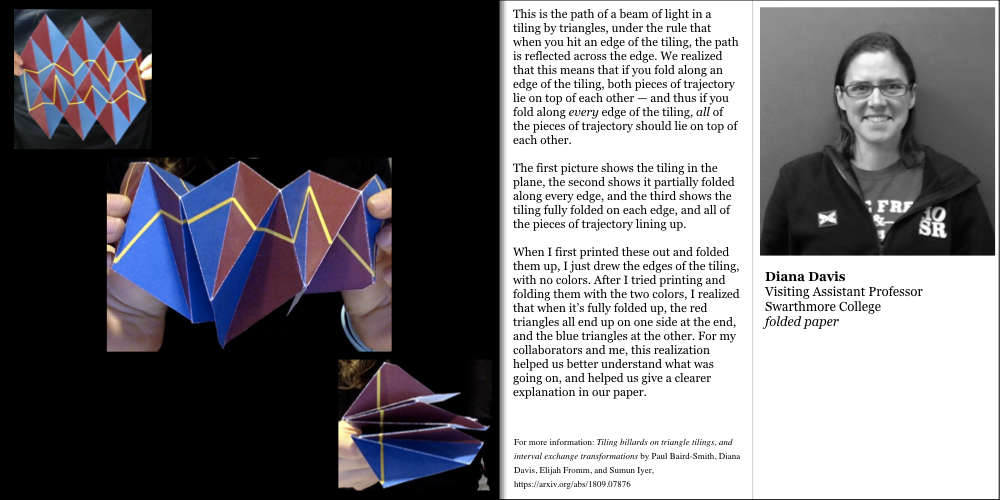 This is the path of a beam of light in a
tiling by triangles, under the rule that
when you hit an edge of the tiling, the path
is reflected across the edge. We realized
that this means that if you fold along an
edge of the tiling, both pieces of trajectory
lie on top of each other — and thus if you
fold along every edge of the tiling, all of
the pieces of trajectory should lie on top of
each other.
The first picture shows the tiling in the
plane, the second shows it partially folded
along every edge, and the third shows the
tiling fully folded on each edge, and all of
the pieces of trajectory lining up.
When I first printed these out and folded
them up, I just drew the edges of the tiling,
with no colors. After I tried printing and
folding them with the two colors, I realized
that when it's fully folded up, the red
triangles all end up on one side at the end,
and the blue triangles at the other. For my
collaborators and me, this realization
helped us better understand what was
going on, and helped us give a clearer
explanation in our paper.
For more information: Tiling billards on triangle tilings, and
interval exchange transformations by Paul Baird-Smith, Diana
Davis, Elijah Fromm, and Sumun Iyer,
https://arxiv.org/abs/1809.07876
SR
Diana Davis
Visiting Assistant Professor
Swarthmore College
folded paper